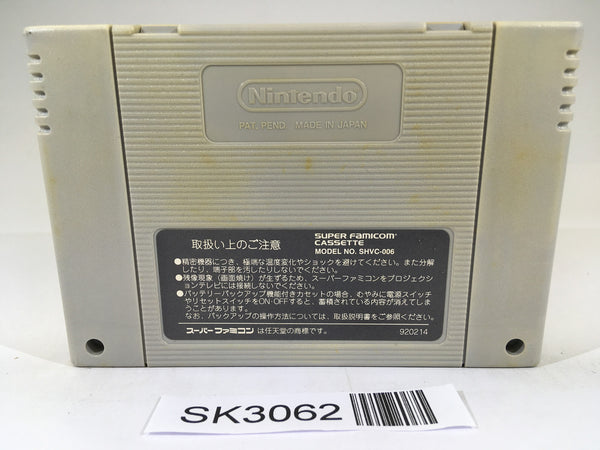 Nintendo
PAT. PEND. MADE IN JAPAN
取扱い上のご注意
SUPER FAMICOM
CASSETTE
MODEL NO. SHVC-006
●精密機器につき、極端な温度変化やショックを避けてください。また分解
したり、端子部を汚したりしないでください。
●残像現象(画面焼け)が生ずるため、スーパーファミコンをプロジェクシ
ョンテレビには接続しないでください。
●バッテリーバックアップ機能付きカセットの場合、むやみに電源スイッチ
やリセットスイッチをON・OFFすると、蓄積されている内容が消えてしま
うことがあります。
なお、バックアップの操作方法については、取扱説明書をご参照ください。
スーパーファミコン は任天堂の商標です。
920214
SK3062